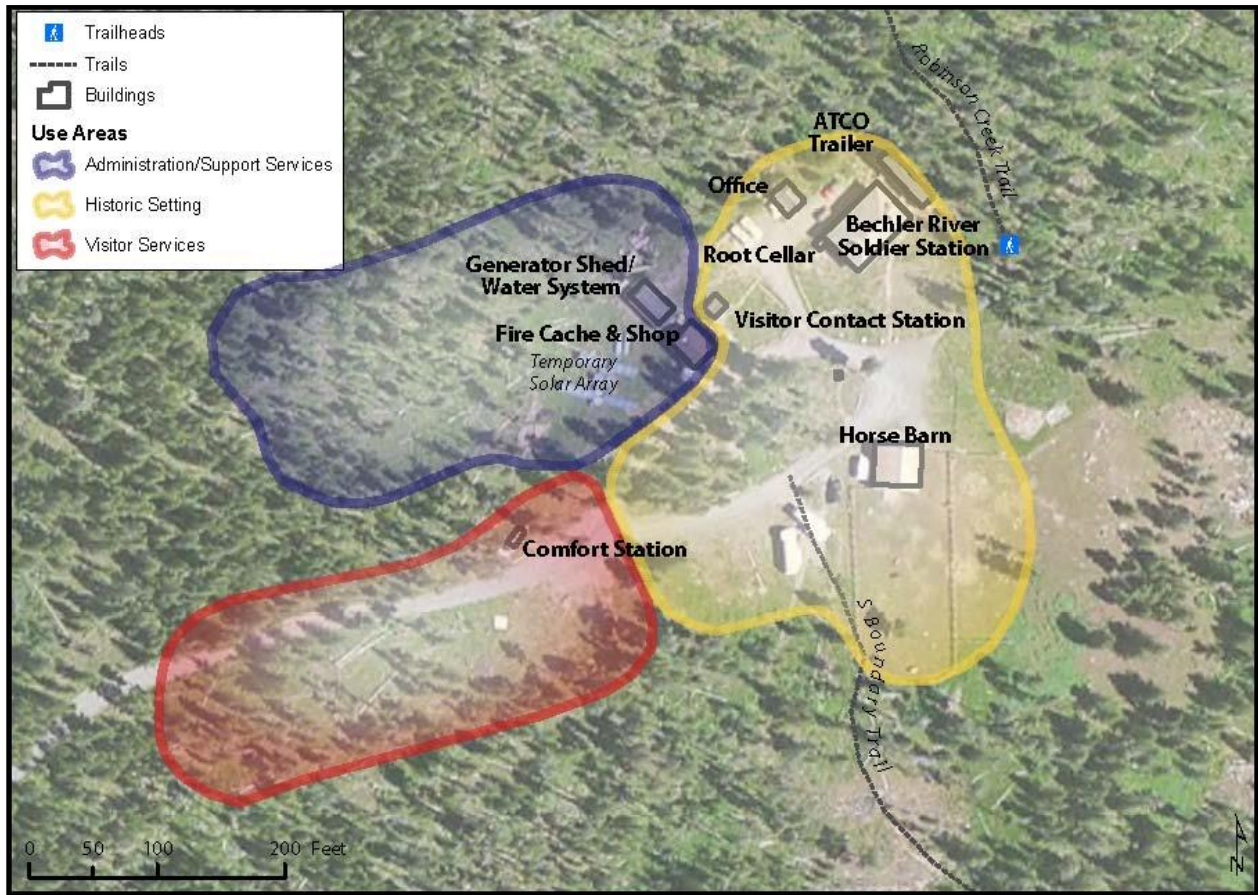 Trailheads
Trails
Buildings
Use Areas
Administration/Support Services
Historic Setting
Visitor Services
Robinson Creek Trail
ATCO
Trailer
Office
Bechler River
Soldier Station
Root Cellar
Generator Shed/
Water System
Visitor Contact Station
Fire Cache & Shop
Temporary
Solar Array
Horse Barn
Comfort Station
S Boundary Trail
0 50 100 200 Feet
N